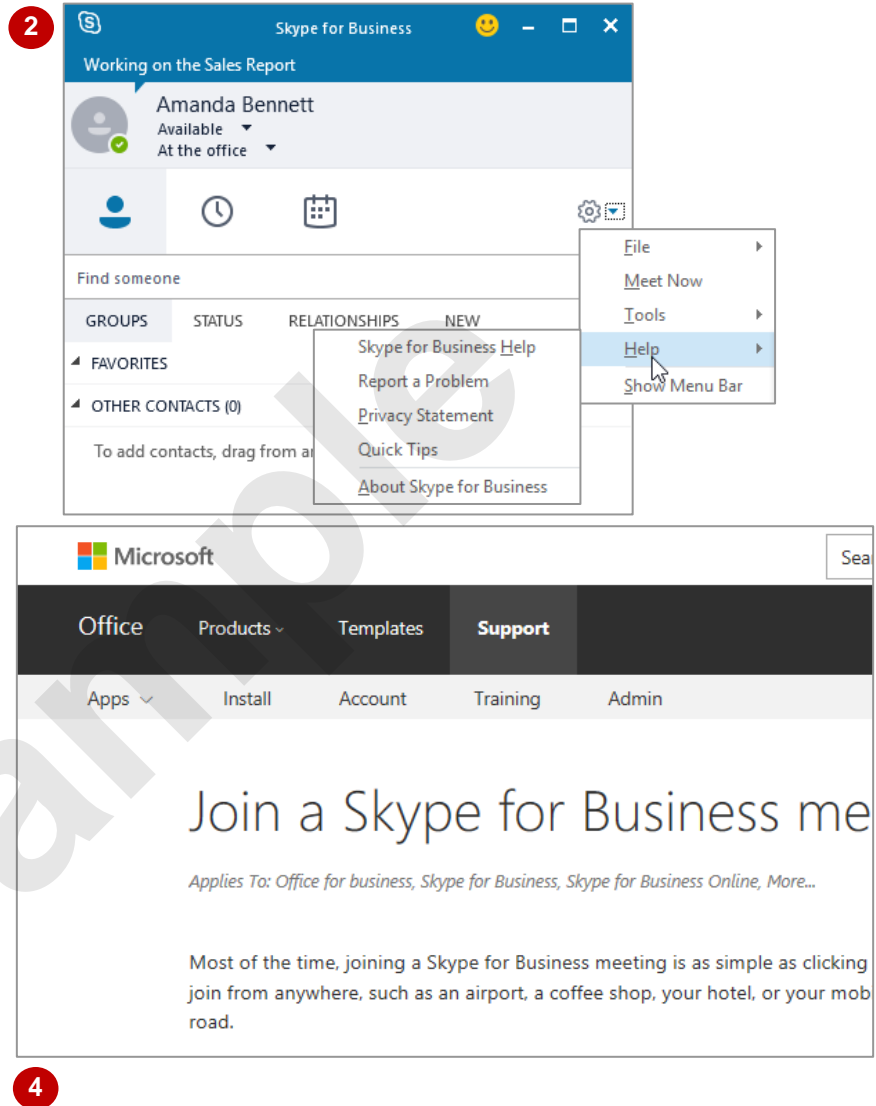 2
Skype for Business
Working on the Sales Report
Amanda Bennett
Available
At the office
File
Meet Now
Tools
Help
Show Menu Bar
Find someone
GROUPS STATUS RELATIONSHIPS NEW
FAVORITES
OTHER CONTACTS (0)
To add contacts, drag from
Skype for Business Help
Report a Problem
Privacy Statement
Quick Tips
About Skype for Business
Microsoft
Sea
Office Products Templates Support
Apps Install Account Training Admin
Join a Skype for Business me
Applies To: Office for business, Skype for Business, Skype for Business Online, More...
Most of the time, joining a Skype for Business meeting is as simple as clicking
join from anywhere, such as an airport, a coffee shop, your hotel, or your mob
road.
4
ample